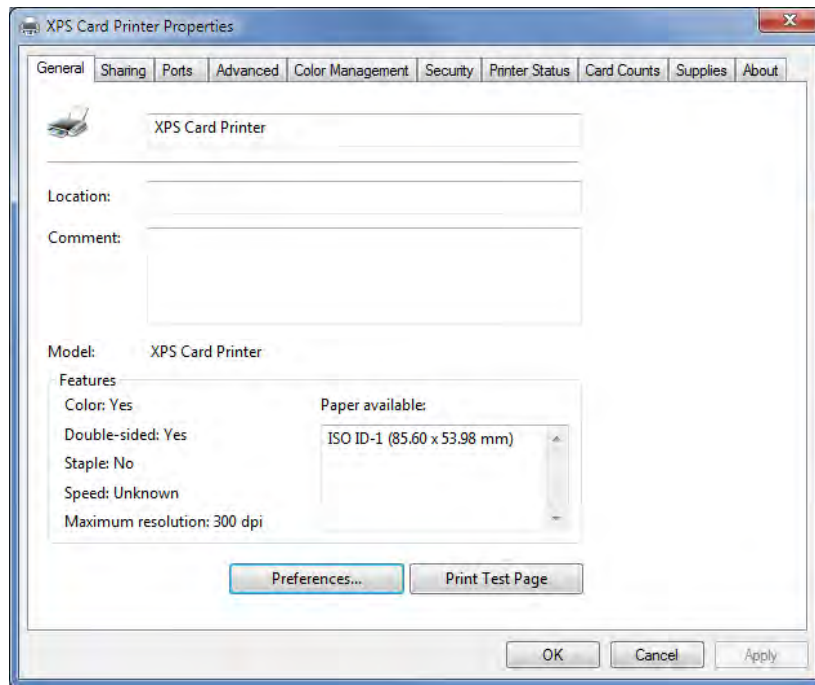 XPS Card Printer Properties
General Sharing Ports Advanced Color Management Security Printer Status Card Counts Supplies About
XPS Card Printer
Location:
Comment:
Model: XPS Card Printer
Features
Color: Yes Paper available:
Double-sided: Yes ISO ID-1 (85.60 x 53.98 mm)
Staple: No
Speed: Unknown
Maximum resolution: 300 dpi
Preferences... Print Test Page
OK Cancel Apply